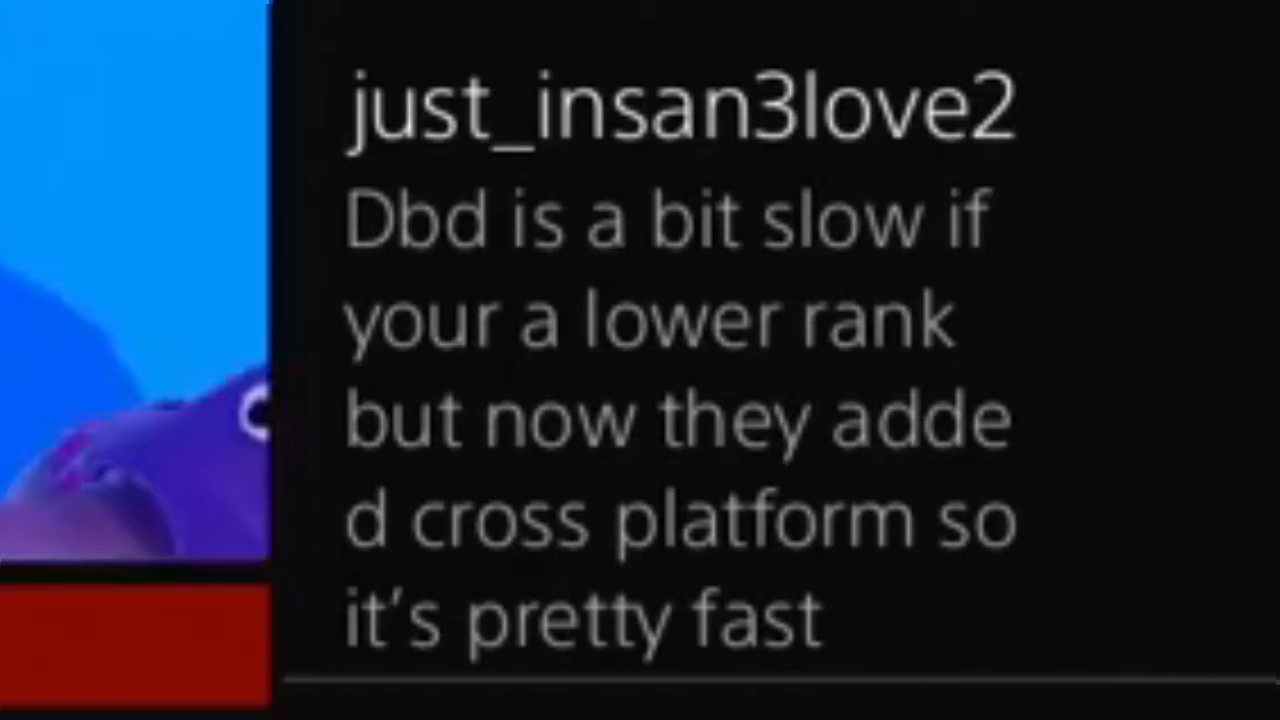 just_insan3love2
Dbd is a bit slow if
your a lower rank
but now they adde
d cross platform so
it's pretty fast